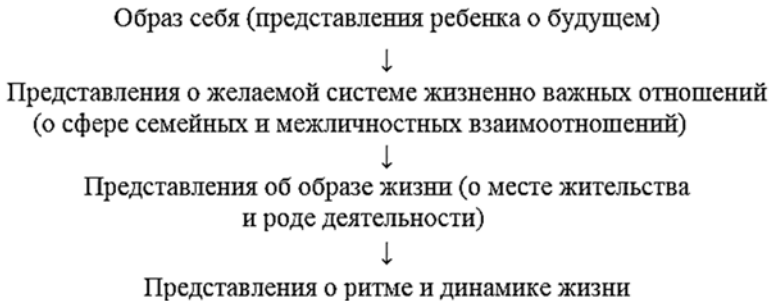 Образ себя (представления ребенка о будущем)
↓
Представления о желаемой системе жизненно важных отношений
(о сфере семейных и межличностных взаимоотношений)
↓
Представления об образе жизни (о месте жительства
и роде деятельности)
↓
Представления о ритме и динамике жизни